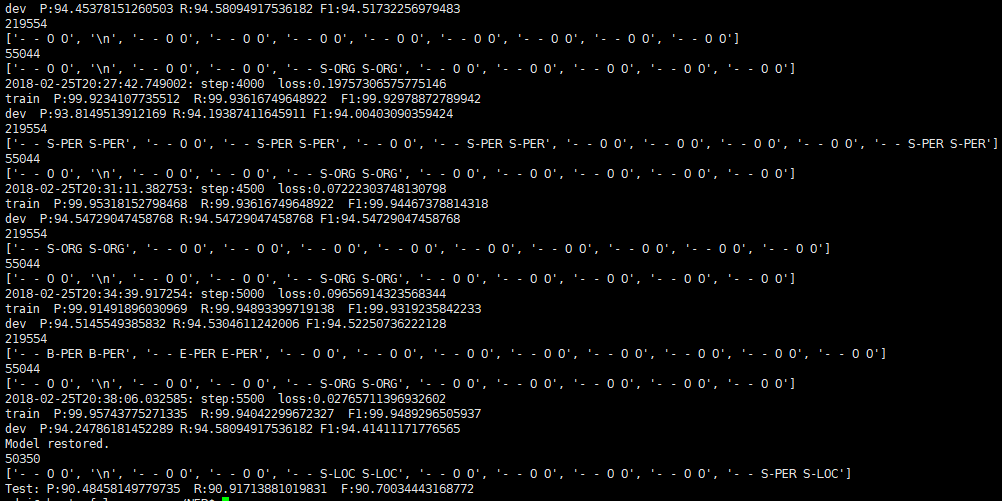 dev  P:94.45378151260503 R:94.58094917536182 F1:94.51732256979483
219554
['- - O O', '\n', '- - O O', '- - O O', '- - O O', '- - O O', '- - O O', '- - O O', '- - O O', '- - O O']
55044
['- - O O', '\n', '- - O O', '- - O O', '- - S-ORG S-ORG', '- - O O', '- - O O', '- - O O', '- - O O', '- - O O']
2018-02-25T20:27:42.749002: step:4000  loss:0.19757306575775146
train  P:99.9234107735512  R:99.93616749648922  F1:99.92978872789942
dev  P:93.8149513912169 R:94.19387411645911 F1:94.00403090359424
219554
['- - S-PER S-PER', '- - O O', '- - S-PER S-PER', '- - O O', '- - S-PER S-PER', '- - O O', '- - O O', '- - O O', '- - O O', '- - S-PER S-PER']
55044
['- - O O', '\n', '- - O O', '- - O O', '- - S-ORG S-ORG', '- - O O', '- - O O', '- - O O', '- - O O', '- - O O']
2018-02-25T20:31:11.382753: step:4500  loss:0.07222303748130798
train  P:99.95318152798468  R:99.93616749648922  F1:99.94467378814318
dev  P:94.54729047458768 R:94.54729047458768 F1:94.54729047458768
219554
['- - S-ORG S-ORG', '- - O O', '- - O O', '- - O O', '- - O O', '- - O O', '- - O O', '- - O O', '- - O O', '- - O O']
55044
['- - O O', '\n', '- - O O', '- - O O', '- - S-ORG S-ORG', '- - O O', '- - O O', '- - O O', '- - O O', '- - O O']
2018-02-25T20:34:39.917254: step:5000  loss:0.09656914323568344
train  P:99.91491896030969  R:99.94893399719138  F1:99.9319235842233
dev  P:94.5145549385832 R:94.5304611242006 F1:94.52250736222128
219554
['- - B-PER B-PER', '- - E-PER E-PER', '- - O O', '- - O O', '- - O O', '- - O O', '- - O O', '- - O O', '- - O O', '- - O O']
55044
['- - O O', '\n', '- - O O', '- - O O', '- - S-ORG S-ORG', '- - O O', '- - O O', '- - O O', '- - O O', '- - O O']
2018-02-25T20:38:06.032585: step:5500  loss:0.02765711396932602
train  P:99.95743775271335  R:99.94042299672327  F1:99.9489296505937
dev  P:94.24786181452289 R:94.58094917536182 F1:94.41411171776565
Model restored.
50350
['- - O O', '\n', '- - O O', '- - O O', '- - S-LOC S-LOC', '- - O O', '- - O O', '- - O O', '- - O O', '- - S-PER S-LOC']
Test: P:90.48458149779735  R:90.91713881019831  F:90.70034443168772